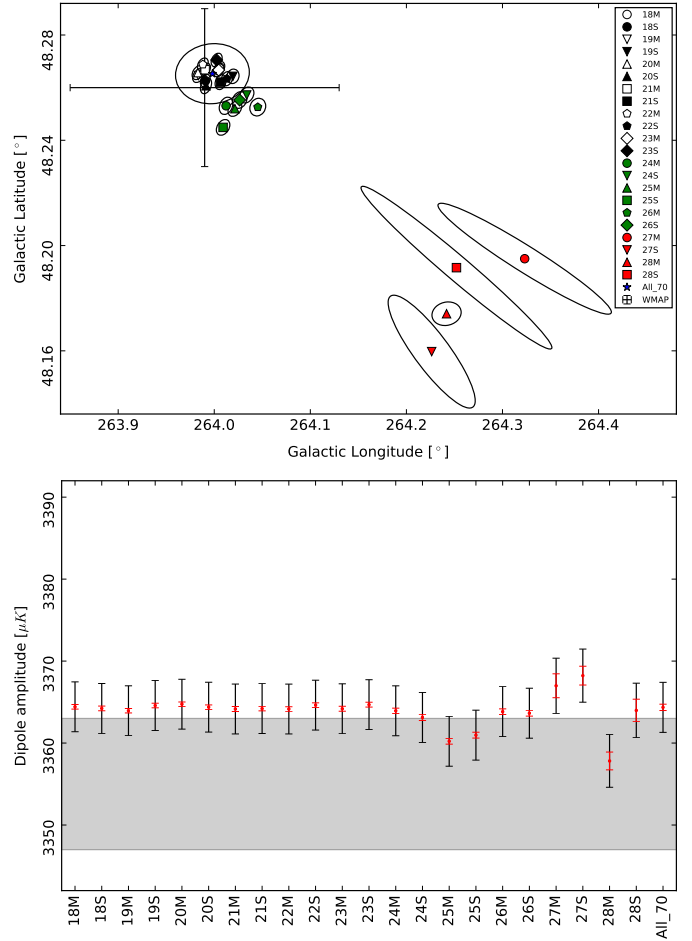 48.28
48.24
48.20
48.16
Galactic Latitude [°]
263.9 264.0 264.1 264.2 264.3 264.4
Galactic Longitude [°]
18M
18S
19M
19S
20M
20S
21M
21S
22M
22S
23M
23S
24M
24S
25M
25S
26M
26S
27M
27S
28M
28S
All_70
WMAP
3390
3380
3370
3360
3350
Dipole amplitude [μK]
18M 18S 19M 19S 20M 20S 21M 21S 22M 22S 23M 23S 24M 24S 25M 25S 26M 26S 27M 27S 28M 28S All_70